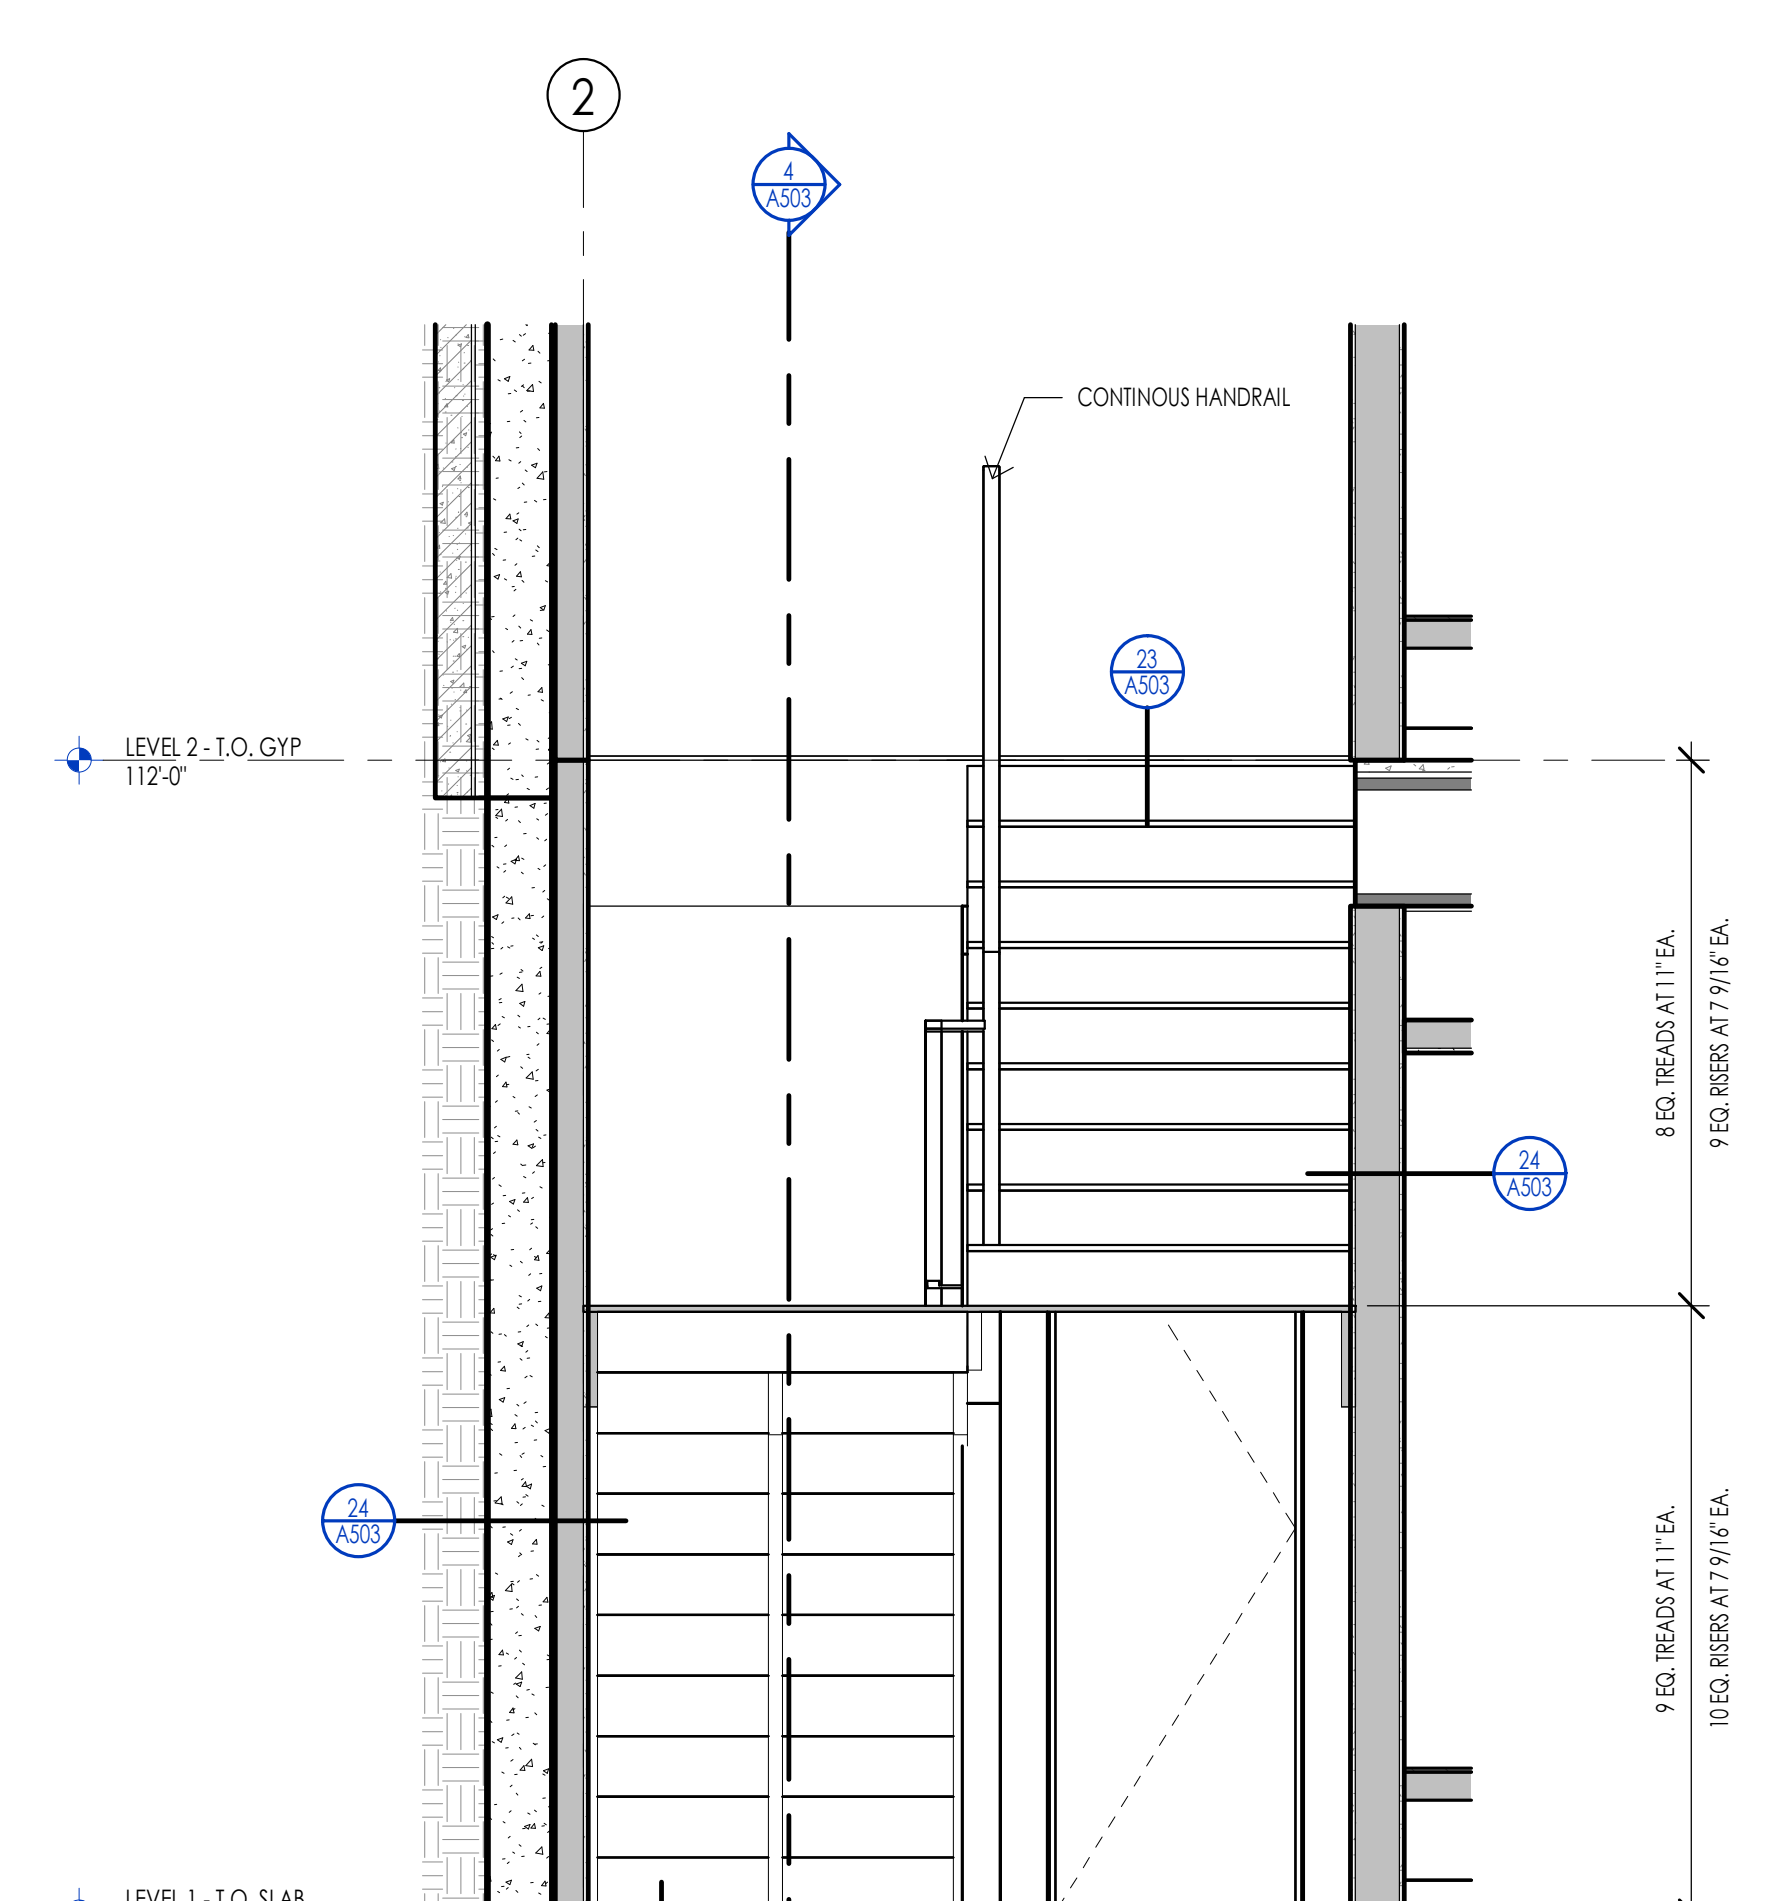 2
4
A503
CONTINOUS HANDRAIL
23
A503
LEVEL 2 - T.O. GYP
112'-0"
8 EQ. TREADS AT 11" EA.
9 EQ. RISERS AT 7 9/16" EA.
24
A503
24
A503
9 EQ. TREADS AT 11" EA.
10 EQ. RISERS AT 7 9/16" EA.
LEVEL 1 - T.O. SLAB